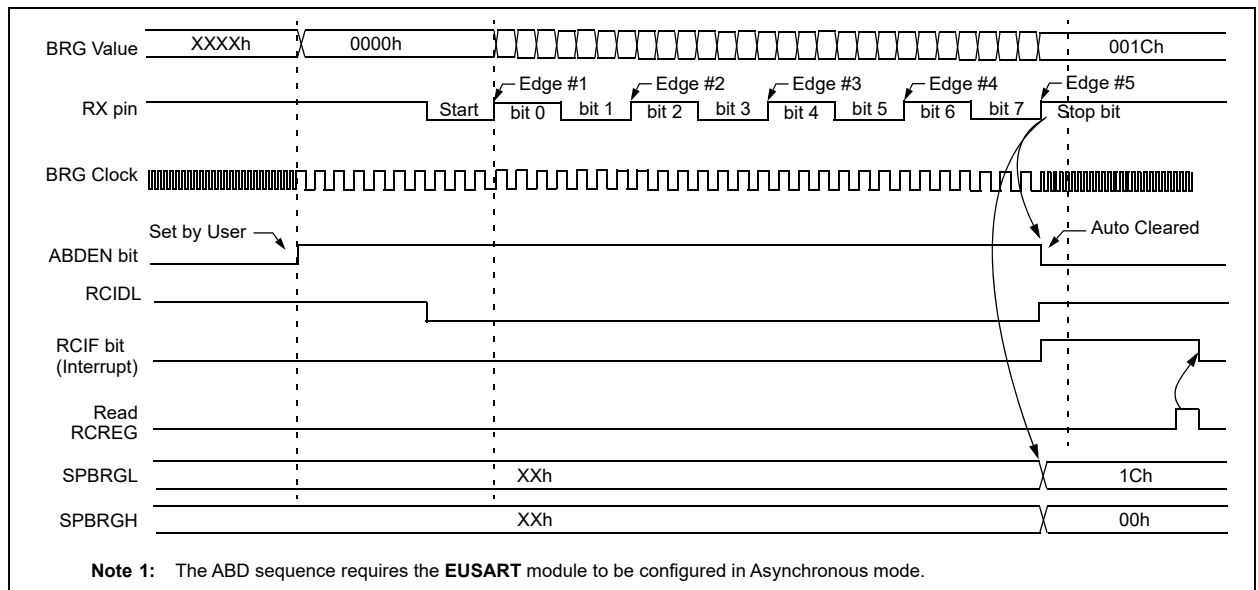 BRG Value XXXXh 0000h 001Ch
Edge #1 Edge #2 Edge #3 Edge #4 Edge #5
RX pin Start bit 0 bit 1 bit 2 bit 3 bit 4 bit 5 bit 6 bit 7 Stop bit
BRG Clock
Set by User Auto Cleared
ABDEN bit
RCIDL
RCIF bit
(Interrupt)
Read
RCREG
SPBRGL XXh 1Ch
SPBRGH XXh 00h
Note 1: The ABD sequence requires the EUSART module to be configured in Asynchronous mode.